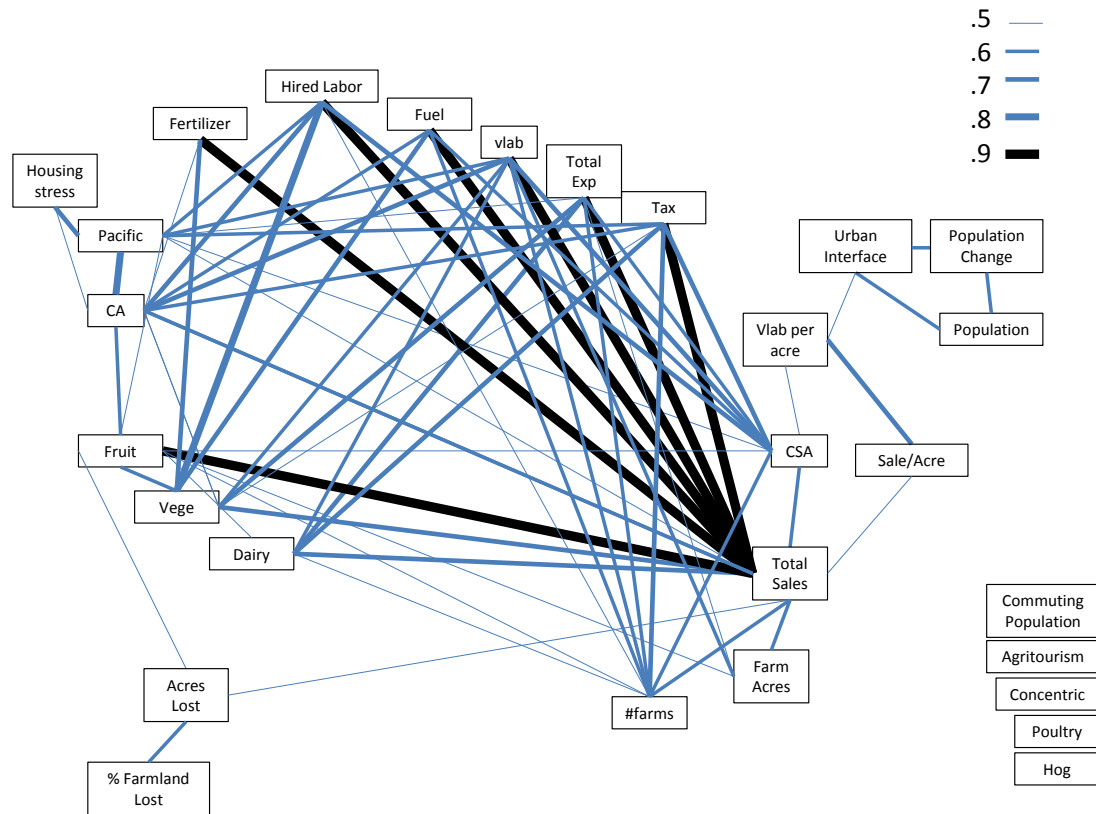 .5
.6
.7
.8
.9
Hired Labor
Fuel
Fertilizer
vlab
Total
Exp
Tax
Housing
stress
Pacific
CA
Urban
Interface
Population
Change
Population
Vlab per
acre
Fruit
CSA
Sale/Acre
Vege
Dairy
Total
Sales
Commuting
Population
Agritourism
Concentric
Poultry
Hog
Acres
Lost
Farm
Acres
#farms
% Farmland
Lost